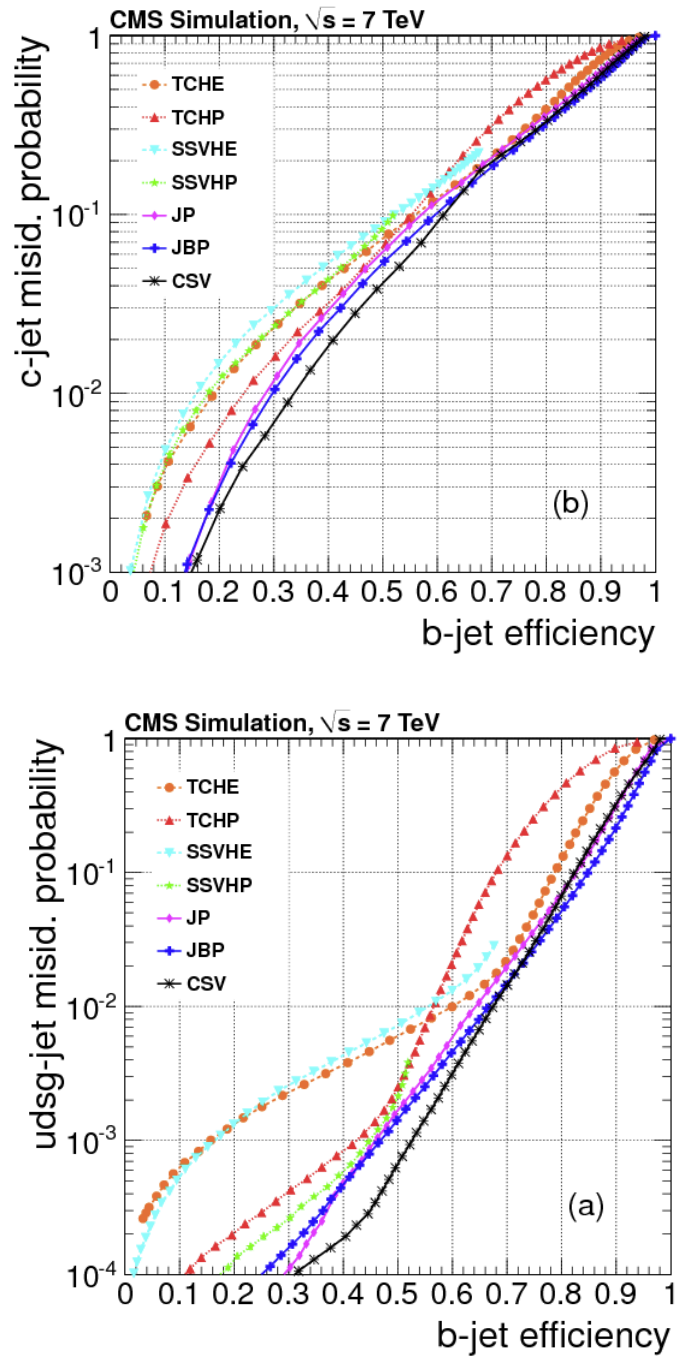 CMS Simulation, √s = 7 TeV
c-jet misid. probability
1
10⁻¹
10⁻²
10⁻³
TCHE
TCHP
SSVHE
SSVHP
JP
JBP
CSV
(b)
0 0.1 0.2 0.3 0.4 0.5 0.6 0.7 0.8 0.9 1
b-jet efficiency
CMS Simulation, √s = 7 TeV
udsg-jet misid. probability
1
10⁻¹
10⁻²
10⁻³
10⁻⁴
TCHE
TCHP
SSVHE
SSVHP
JP
JBP
CSV
(a)
0 0.1 0.2 0.3 0.4 0.5 0.6 0.7 0.8 0.9 1
b-jet efficiency